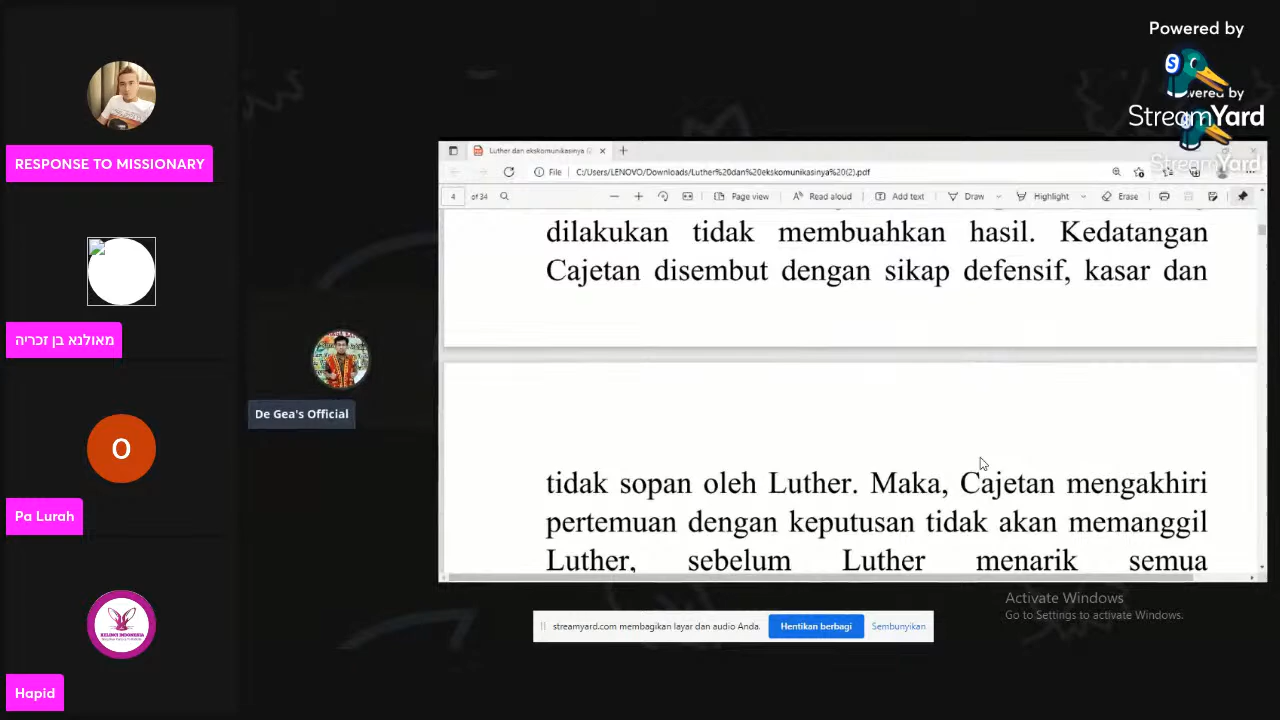 Powered by
StreamYard
RESPONSE TO MISSIONARY
מאולנא בן זכריה
O
Pa Lurah
KELINCI INDONESIA
Hapid
De Gea's Official
Luther dan ekskomunikasinya
File
C:/Users/LENOVO/Downloads/Luther%20dan%20ekskomunikasinya%20(2).pdf
4 of 34
Page view
Read aloud
Add text
Draw
Highlight
Erase
dilakukan tidak membuahkan hasil. Kedatangan
Cajetan disembut dengan sikap defensif, kasar dan
tidak sopan oleh Luther. Maka, Cajetan mengakhiri
pertemuan dengan keputusan tidak akan memanggil
Luther, sebelum Luther menarik semua
Activate Windows
Go to Settings to activate Windows.
streamyard.com membagikan layar dan audio Anda.
Hentikan berbagi
Sembunyikan